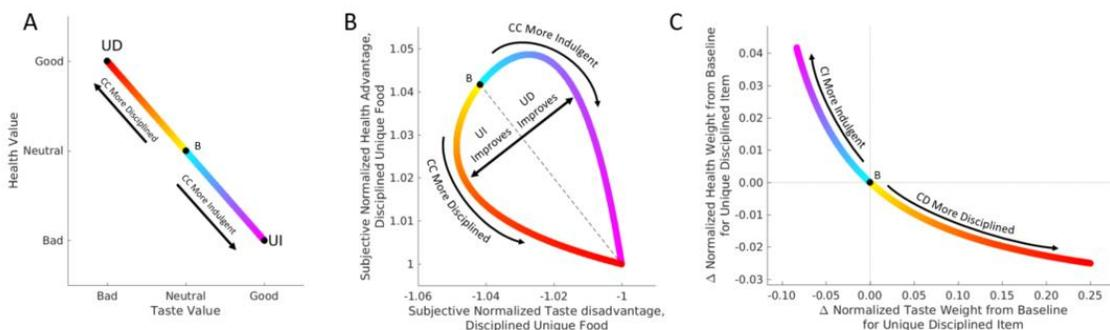 A
Health Value
Good
Neutral
Bad
UD
B
UI
CC More Disciplined
CC More Indulgent
Bad
Neutral
Good
Taste Value
B
Subjective Normalized Health Advantage,
Disciplined Unique Food
1.05
1.04
1.03
1.02
1.01
1
B
CC More Indulgent
UD
Improves
UI
Improves
CC More Disciplined
-1.06
-1.04
-1.02
-1
Subjective Normalized Taste disadvantage,
Disciplined Unique Food
C
Δ Normalized Health Weight from Baseline
for Unique Disciplined Item
0.04
0.03
0.02
0.01
0.00
-0.01
-0.02
-0.03
CI More Indulgent
B
CD More Disciplined
-0.10
-0.05
0.00
0.05
0.10
0.15
0.20
0.25
Δ Normalized Taste Weight from Baseline
for Unique Disciplined Item